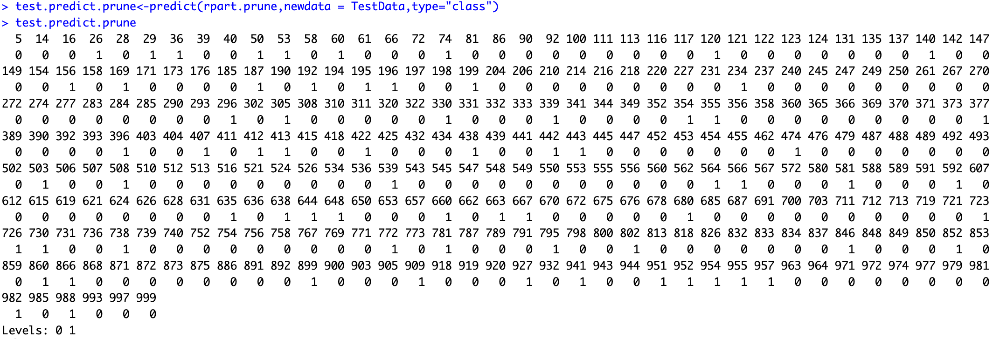 > test.predict.prune<-predict(rpart.prune,newdata = TestData,type="class")
> test.predict.prune
5 14 16 26 28 29 36 39 40 50 53 58 60 61 66 72 74 81 86 90 92 100 111 113 116 117 120 121 122 123 124 131 135 137 140 142 147
0 0 0 1 0 1 1 0 0 1 1 0 1 0 0 0 1 0 0 0 0 0 0 0 0 0 1 0 0 0 0 0 0 0 1 0 0
149 154 156 158 169 171 173 176 185 187 190 192 194 195 196 197 198 199 204 206 210 214 216 218 220 227 231 234 237 240 245 247 249 250 261 267 270
0 0 1 0 1 0 0 0 0 1 0 1 0 1 1 0 0 1 0 0 0 0 0 0 0 0 0 1 0 0 0 0 0 0 0 0 0
272 274 277 283 284 285 290 293 296 302 305 308 310 311 320 322 330 331 332 333 339 341 344 349 352 354 355 356 358 360 365 366 369 370 371 373 377
0 0 0 0 0 0 0 0 1 0 1 0 0 0 0 0 1 0 0 0 1 0 0 0 0 1 1 0 0 0 0 0 0 0 0 0 1
389 390 392 393 396 403 404 407 411 412 413 415 418 422 425 432 434 438 439 441 442 443 445 447 452 453 454 455 462 474 476 479 487 488 489 492 493
0 0 0 0 1 0 0 1 0 1 1 0 0 1 0 0 0 1 0 0 1 1 0 0 0 0 0 0 0 1 0 0 0 0 0 0 0
502 503 506 507 508 510 512 513 516 521 524 526 534 536 539 543 545 547 548 549 550 553 555 556 560 562 564 566 567 572 580 581 588 589 591 592 607
0 1 0 0 1 0 0 0 0 0 0 0 0 0 1 0 0 0 0 0 0 0 0 0 0 0 1 1 0 0 0 1 0 0 0 1 0
612 615 619 621 624 626 628 631 635 636 638 644 648 650 653 657 660 662 663 667 670 672 675 676 678 680 685 687 691 700 703 711 712 713 719 721 723
0 0 0 0 0 0 0 0 1 0 1 1 1 0 0 0 1 0 1 1 0 0 0 0 0 1 0 0 0 0 0 0 0 0 0 0 1
726 730 731 736 738 739 740 752 754 756 758 767 769 771 772 773 781 787 789 791 795 798 800 802 813 818 826 832 833 834 837 846 848 849 850 852 853
1 1 0 0 1 0 0 0 0 0 0 0 0 0 1 0 1 0 0 0 1 0 0 1 0 0 0 0 0 0 0 1 0 0 0 1 0
859 860 866 868 871 872 873 875 886 891 892 899 900 903 905 909 918 919 920 927 932 941 943 944 951 952 954 955 957 963 964 971 972 974 977 979 981
0 1 1 0 0 0 0 0 0 0 0 1 0 0 0 1 0 0 0 1 0 1 0 0 1 1 1 1 1 0 0 0 0 0 0 0 0
982 985 988 993 997 999
1 0 1 0 0 0
Levels: 0 1